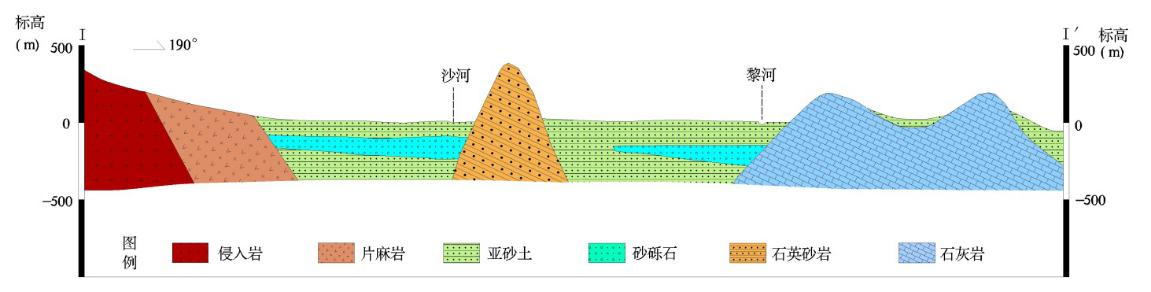 标高
(m)
I
190°
500
0
−500
沙河
黎河
I′
标高
500 (m)
0
−500
图例
侵入岩
片麻岩
亚砂土
砂砾石
石英砂岩
石灰岩